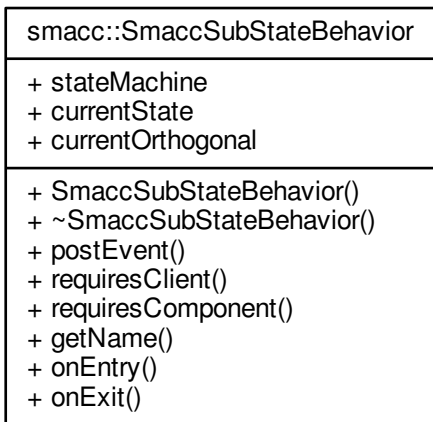 smacc::SmaccSubStateBehavior
+ stateMachine
+ currentState
+ currentOrthogonal
+ SmaccSubStateBehavior()
+ ~SmaccSubStateBehavior()
+ postEvent()
+ requiresClient()
+ requiresComponent()
+ getName()
+ onEntry()
+ onExit()